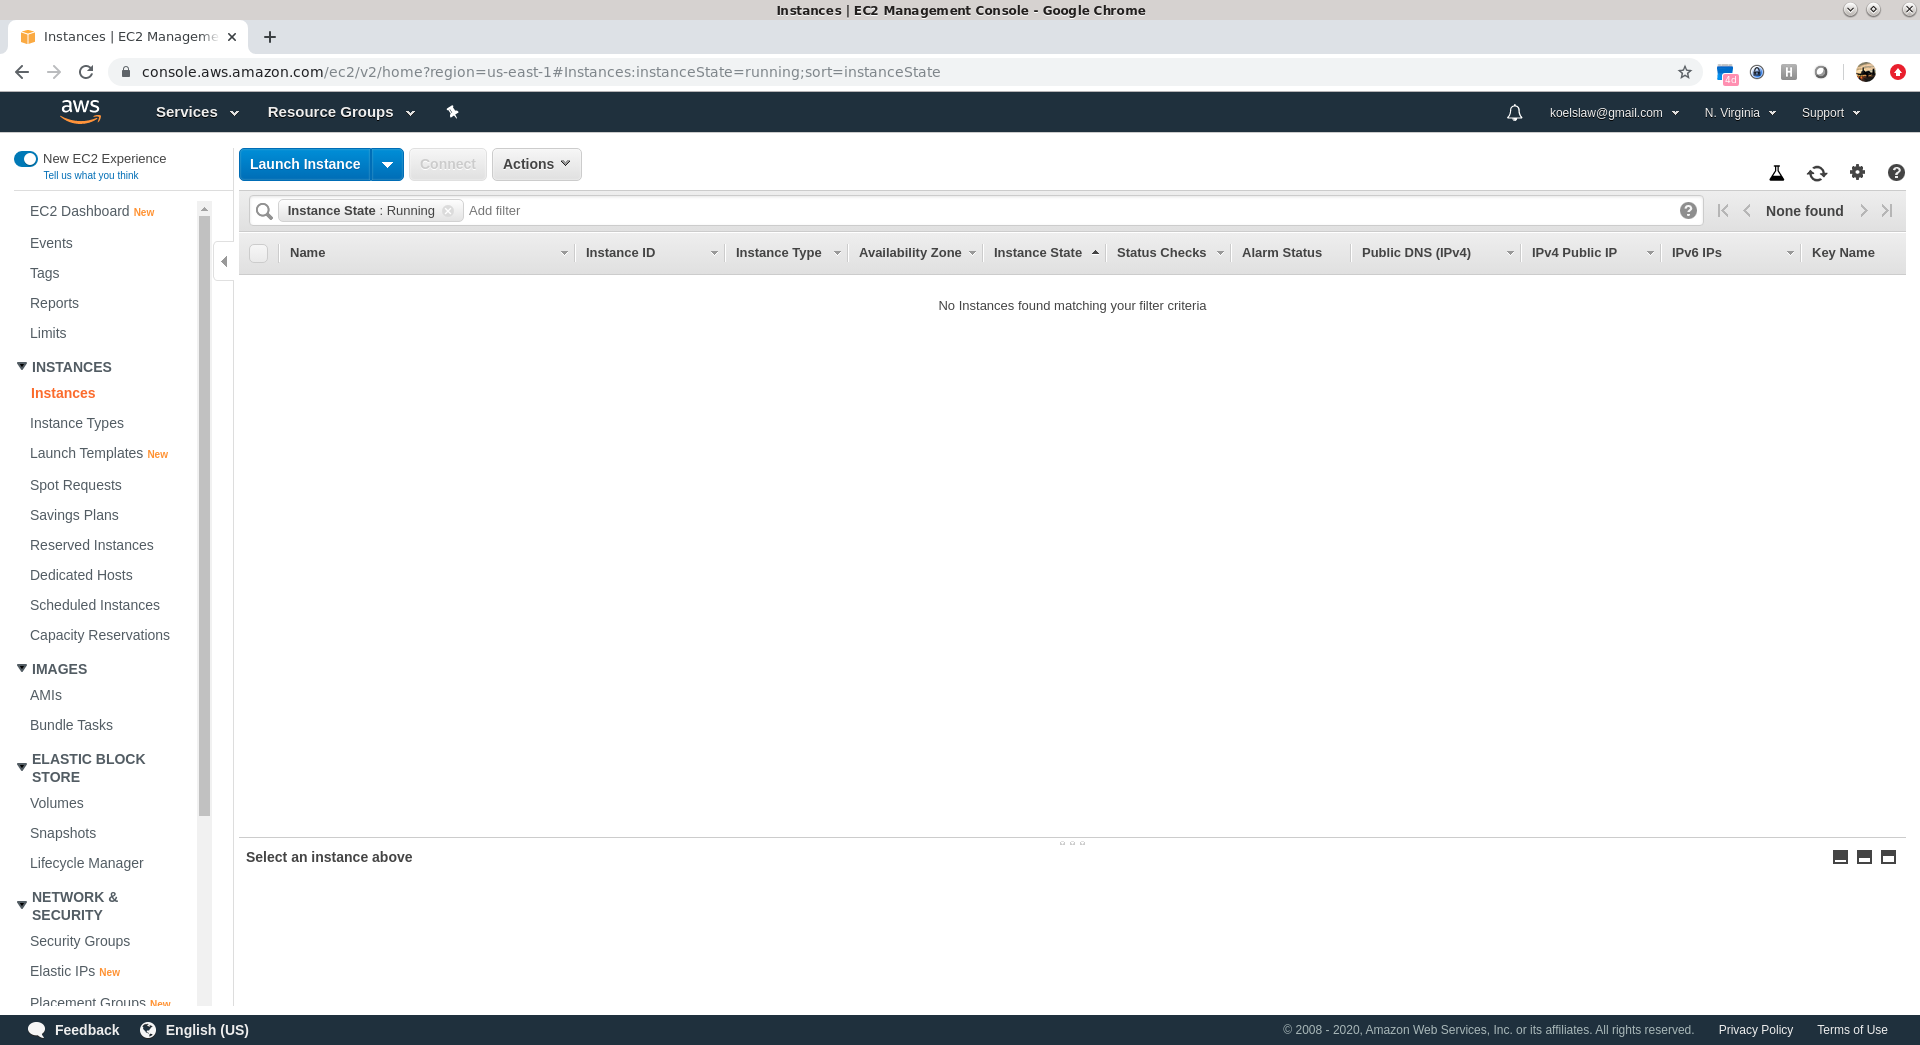 Instances | EC2 Management Console - Google Chrome
Instances | EC2 Manageme
console.aws.amazon.com/ec2/v2/home?region=us-east-1#Instances:instanceState=running;sort=instanceState
4d
H
aws
Services
Resource Groups
koelslaw@gmail.com
N. Virginia
Support
New EC2 Experience
Tell us what you think
Launch Instance
Connect
Actions
Instance State : Running
Add filter
None found
Name
Instance ID
Instance Type
Availability Zone
Instance State
Status Checks
Alarm Status
Public DNS (IPv4)
IPv4 Public IP
IPv6 IPs
Key Name
No Instances found matching your filter criteria
EC2 Dashboard New
Events
Tags
Reports
Limits
INSTANCES
Instances
Instance Types
Launch Templates New
Spot Requests
Savings Plans
Reserved Instances
Dedicated Hosts
Scheduled Instances
Capacity Reservations
IMAGES
AMIs
Bundle Tasks
ELASTIC BLOCK
STORE
Volumes
Snapshots
Lifecycle Manager
NETWORK &
SECURITY
Security Groups
Elastic IPs New
Placement Groups New
Select an instance above
Feedback
English (US)
© 2008 - 2020, Amazon Web Services, Inc. or its affiliates. All rights reserved.
Privacy Policy
Terms of Use